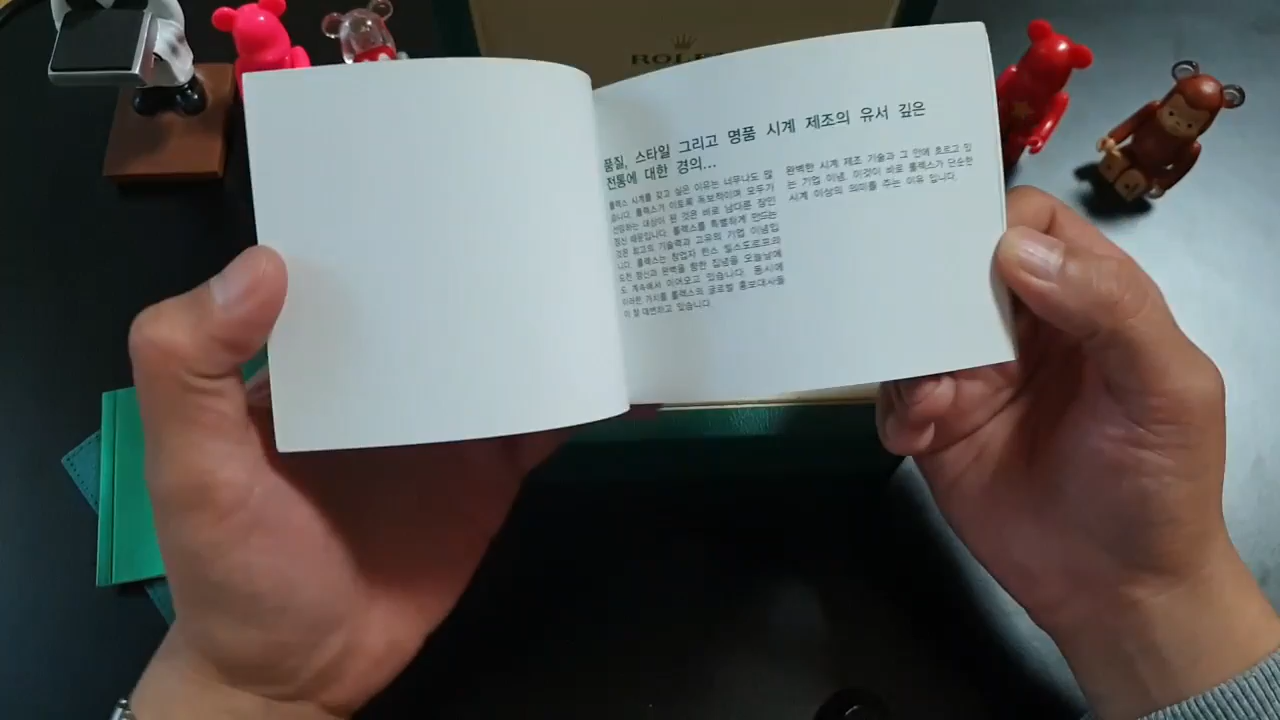 ROLE
품질, 스타일 그리고 명품 시계 제조의 유서 깊은
전통에 대한 경의...
롤렉스 시계를 갖고 싶은 이유는 너무나도 많
습니다. 롤렉스가 이토록 독보적이며 모두가
선망하는 대상이 된 것은 바로 남다른 장인
정신 때문입니다. 롤렉스를 특별하게 만드는
것은 최고의 기술력과 고유의 기업 이념입
니다. 롤렉스는 창업자 한스 빌스도르프의
도전 정신과 완벽을 향한 집념을 오늘날에
도 계속해서 이어오고 있습니다. 동시에
이러한 가치를 롤렉스의 글로벌 홍보대사들
이 잘 대변하고 있습니다.
완벽한 시계 제조 기술과 그 안에 흐르고 있
는 기업 이념, 이것이 바로 롤렉스가 단순한
시계 이상의 의미를 주는 이유 입니다.